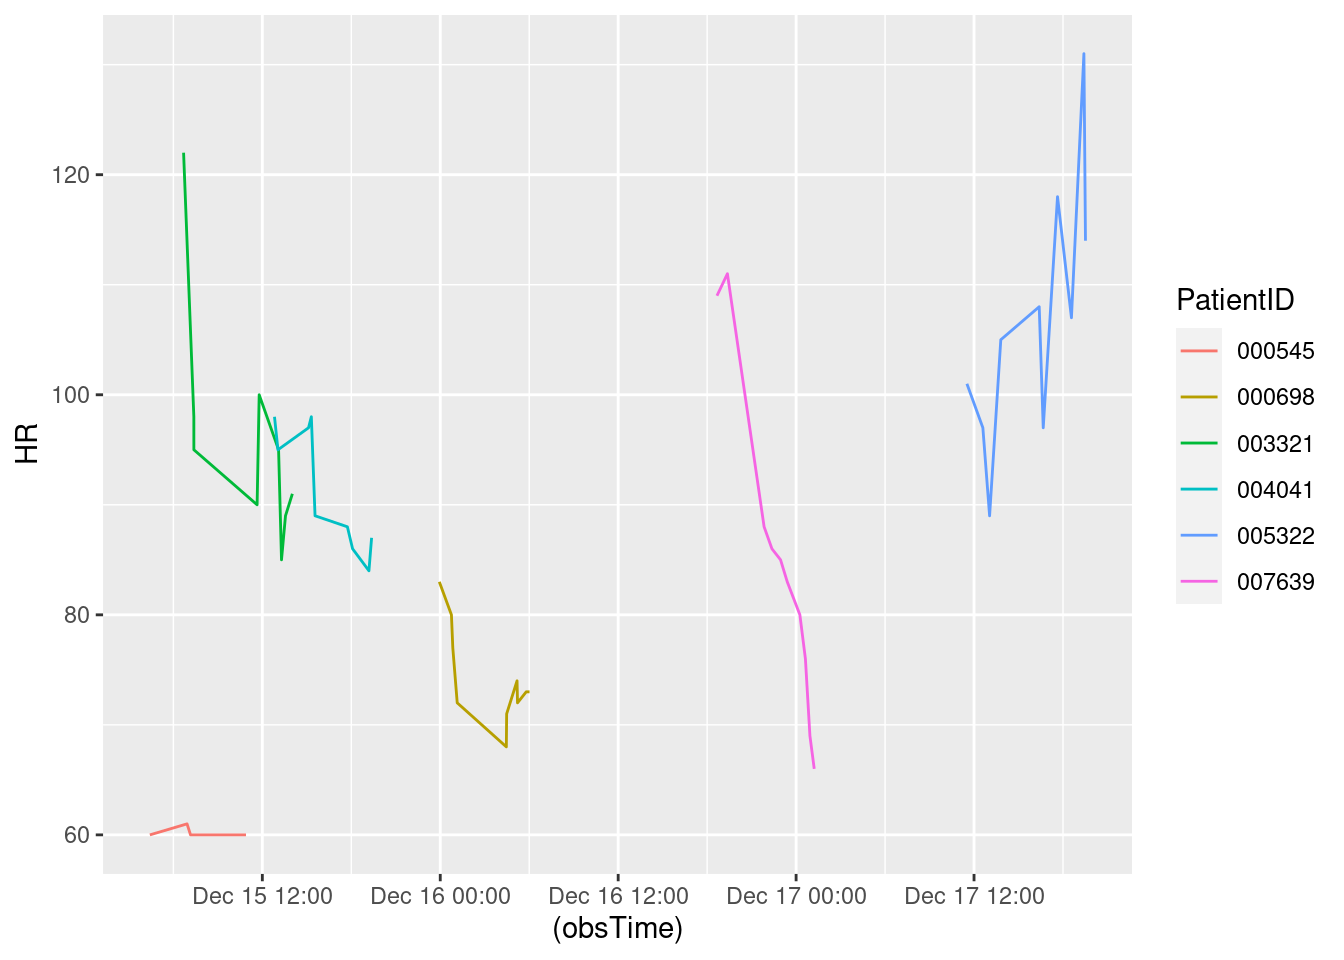 120
100
80
60
HR
Dec 15 12:00
Dec 16 00:00
Dec 16 12:00
Dec 17 00:00
Dec 17 12:00
(obsTime)
PatientID
000545
000698
003321
004041
005322
007639